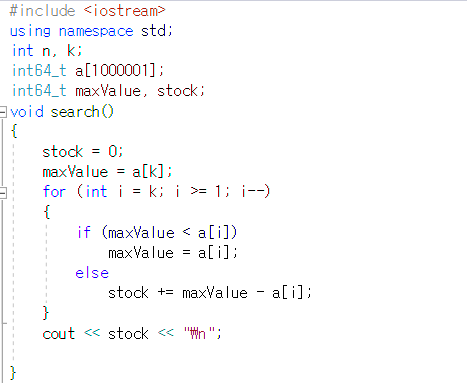 #include <iostream>
using namespace std;
int n, k;
int64_t a[1000001];
int64_t maxValue, stock;
void search()
{
stock = 0;
maxValue = a[k];
for (int i = k; i >= 1; i--)
{
if (maxValue < a[i])
maxValue = a[i];
else
stock += maxValue - a[i];
}
cout << stock << "₩n";
}